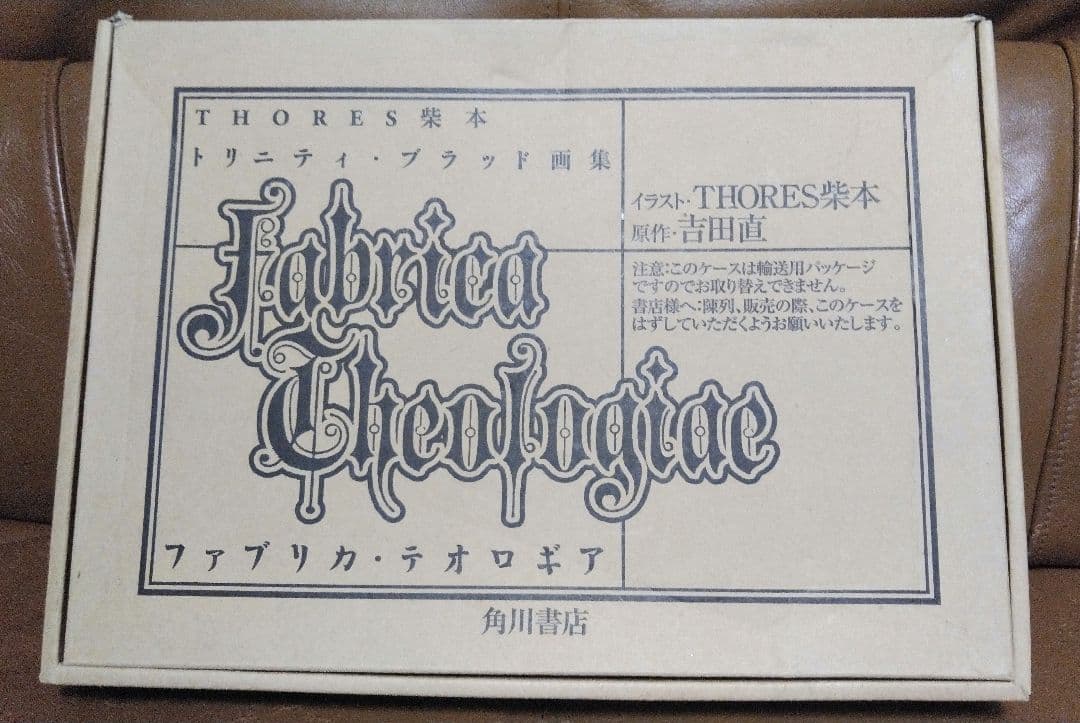 THORES柴本
トリニティ・ブラッド画集
Fabrica
Theologiae
ファブリカ・テオロギア
イラスト・THORES柴本
原作・吉田直
注意:このケースは輸送用パッケージ
ですのでお取り替えできません。
書店様へ:陳列、販売の際、このケースを
はずしていただくようお願いいたします。
角川書店